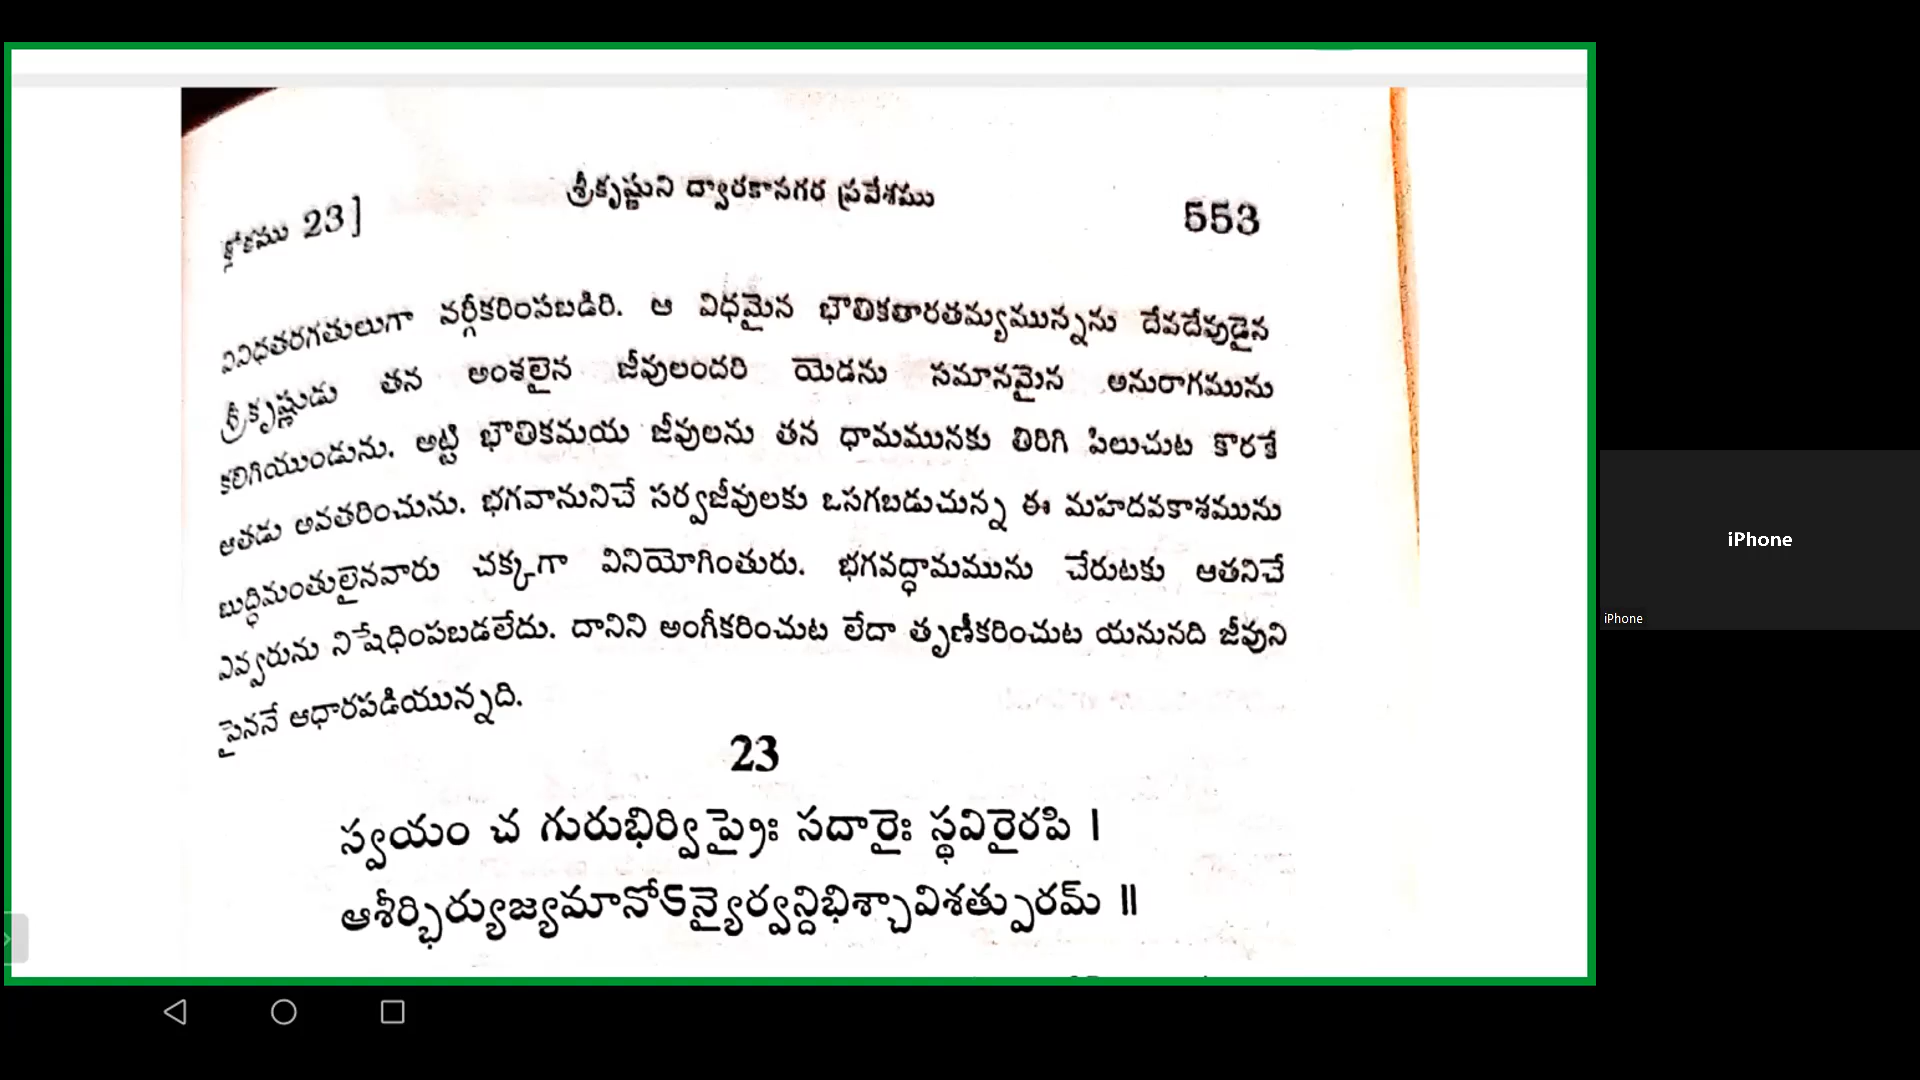 శ్లోకము 23]
శ్రీకృష్ణుని ద్వారకానగర ప్రవేశము
553
వివిధతరగతులుగా వర్గీకరింపబడిరి. ఆ విధమైన భౌతికతారతమ్యమున్నను దేవదేవుడైన
శ్రీకృష్ణుడు తన అంశలైన జీవులందరి యెడను సమానమైన అనురాగమును
కలిగియుండును. అట్టి భౌతికమయ జీవులను తన ధామమునకు తిరిగి పిలుచుట కొరకే
ఆతడు అవతరించును. భగవానునిచే సర్వజీవులకు ఒసగబడుచున్న ఈ మహదవకాశమును
బుద్ధిమంతులైనవారు చక్కగా వినియోగింతురు. భగవద్ధామమును చేరుటకు ఆతనిచే
ఎవ్వరును నిషేధింపబడలేదు. దానిని అంగీకరించుట లేదా తృణీకరించుట యనునది జీవుని
పైననే ఆధారపడియున్నది.
23
స్వయం చ గురుభిర్విప్రైః సదారైః స్థవిరైరపి ।
ఆశీర్భిర్యుజ్యమానోఽన్యైర్వన్దిభిశ్చావిశత్పురమ్ ॥
iPhone
iPhone